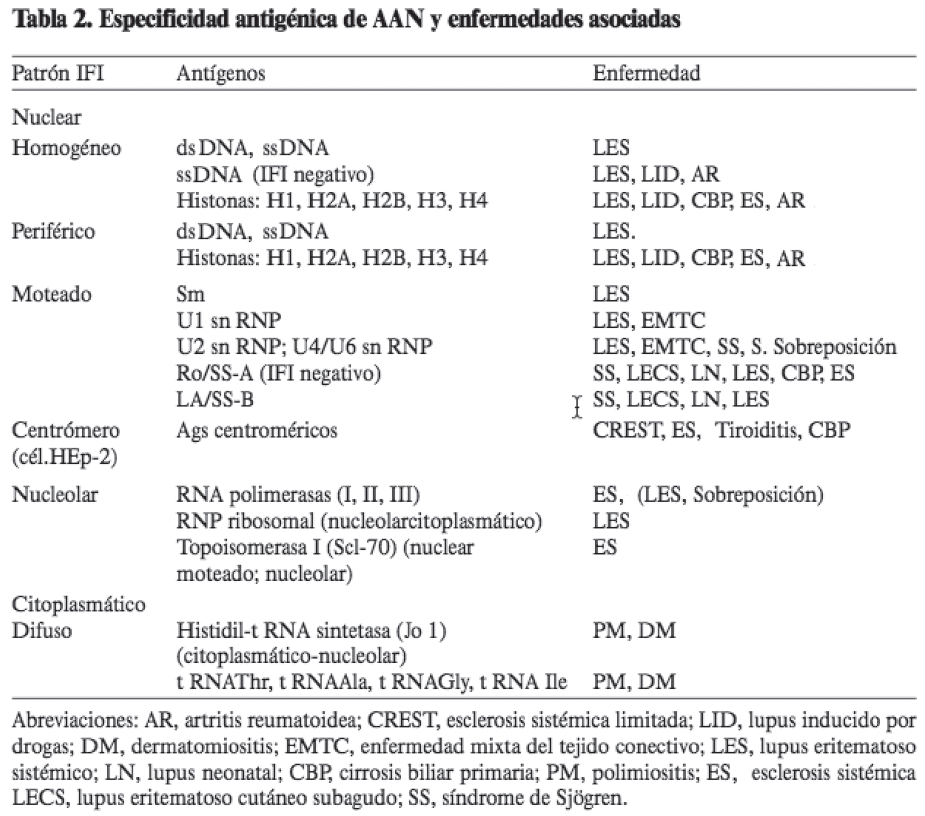 Tabla 2. Especificidad antigénica de AAN y enfermedades asociadas
Patrón IFI Antígenos Enfermedad
Nuclear
Homogéneo dsDNA, ssDNA LES
ssDNA (IFI negativo) LES, LID, AR
Histonas: H1, H2A, H2B, H3, H4 LES, LID, CBP, ES, AR
Periférico dsDNA, ssDNA LES.
Histonas: H1, H2A, H2B, H3, H4 LES, LID, CBP, ES, AR
Moteado Sm LES
U1 sn RNP LES, EMTC
U2 sn RNP; U4/U6 sn RNP LES, EMTC, SS, S. Sobreposición
Ro/SS-A (IFI negativo) SS, LECS, LN, LES, CBP, ES
LA/SS-B SS, LECS, LN, LES
Centrómero Ags centroméricos CREST, ES, Tiroiditis, CBP
(cél.HEp-2)
Nucleolar RNA polimerasas (I, II, III) ES, (LES, Sobreposición)
RNP ribosomal (nucleolarcitoplasmático) LES
Topoisomerasa I (Scl-70) (nuclear ES
moteado; nucleolar)
Citoplasmático
Difuso Histidil-t RNA sintetasa (Jo 1) PM, DM
(citoplasmático-nucleolar)
t RNAThr, t RNAAla, t RNAGly, t RNA Ile PM, DM
Abreviaciones: AR, artritis reumatoidea; CREST, esclerosis sistémica limitada; LID, lupus inducido por
drogas; DM, dermatomiositis; EMTC, enfermedad mixta del tejido conectivo; LES, lupus eritematoso
sistémico; LN, lupus neonatal; CBP, cirrosis biliar primaria; PM, polimiositis; ES, esclerosis sistémica
LECS, lupus eritematoso cutáneo subagudo; SS, síndrome de Sjögren.